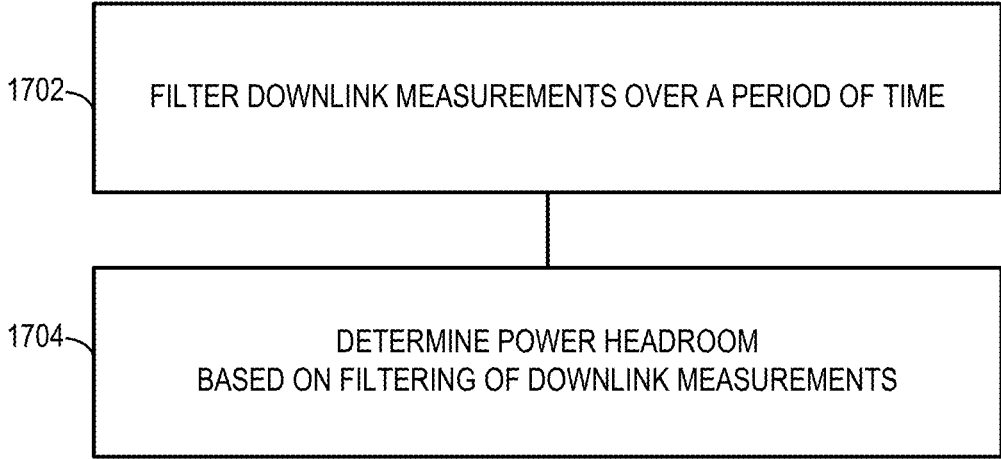 1702
FILTER DOWNLINK MEASUREMENTS OVER A PERIOD OF TIME
1704
DETERMINE POWER HEADROOM
BASED ON FILTERING OF DOWNLINK MEASUREMENTS